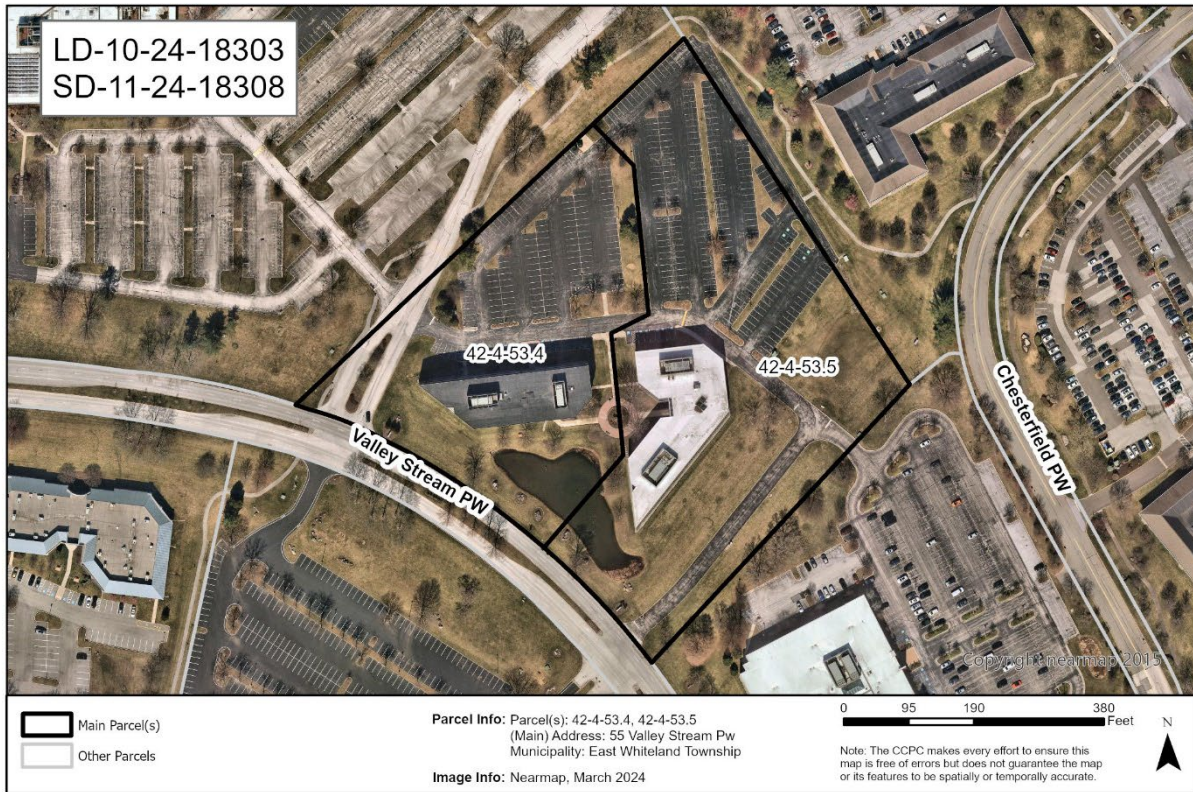 LD-10-24-18303
SD-11-24-18308
42-4-53.4
42-4-53.5
Valley Stream PW
Chesterfield PW
Copyright nearmap 2015
Main Parcel(s)
Other Parcels
Parcel Info: Parcel(s): 42-4-53.4, 42-4-53.5
(Main) Address: 55 Valley Stream Pw
Municipality: East Whiteland Township
Image Info: Nearmap, March 2024
0 95 190 380
Feet
N
Note: The CCPC makes every effort to ensure this
map is free of errors but does not guarantee the map
or its features to be spatially or temporally accurate.